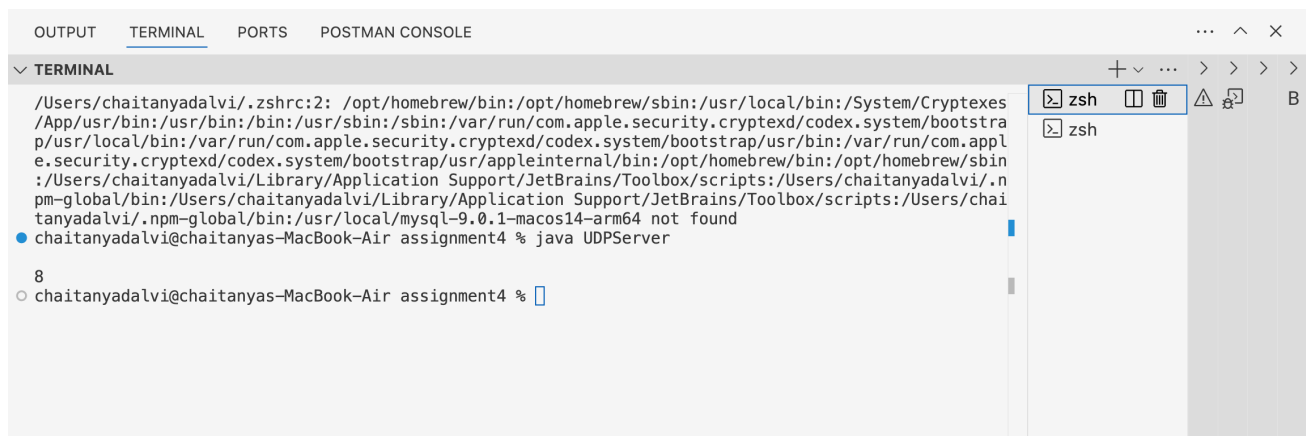 OUTPUT TERMINAL PORTS POSTMAN CONSOLE
TERMINAL
/Users/chaitanyadalvi/.zshrc:2: /opt/homebrew/bin:/opt/homebrew/sbin:/usr/local/bin:/System/Cryptexes
/App/usr/bin:/usr/bin:/bin:/usr/sbin:/sbin:/var/run/com.apple.security.cryptexd/codex.system/bootstra
p/usr/local/bin:/var/run/com.apple.security.cryptexd/codex.system/bootstrap/usr/bin:/var/run/com.appl
e.security.cryptexd/codex.system/bootstrap/usr/appleinternal/bin:/opt/homebrew/bin:/opt/homebrew/sbin
:/Users/chaitanyadalvi/Library/Application Support/JetBrains/Toolbox/scripts:/Users/chaitanyadalvi/.n
pm-global/bin:/Users/chaitanyadalvi/Library/Application Support/JetBrains/Toolbox/scripts:/Users/chai
tanyadalvi/.npm-global/bin:/usr/local/mysql-9.0.1-macos14-arm64 not found
chaitanyadalvi@chaitanyas-MacBook-Air assignment4 % java UDPServer
8
chaitanyadalvi@chaitanyas-MacBook-Air assignment4 %
zsh
zsh
B